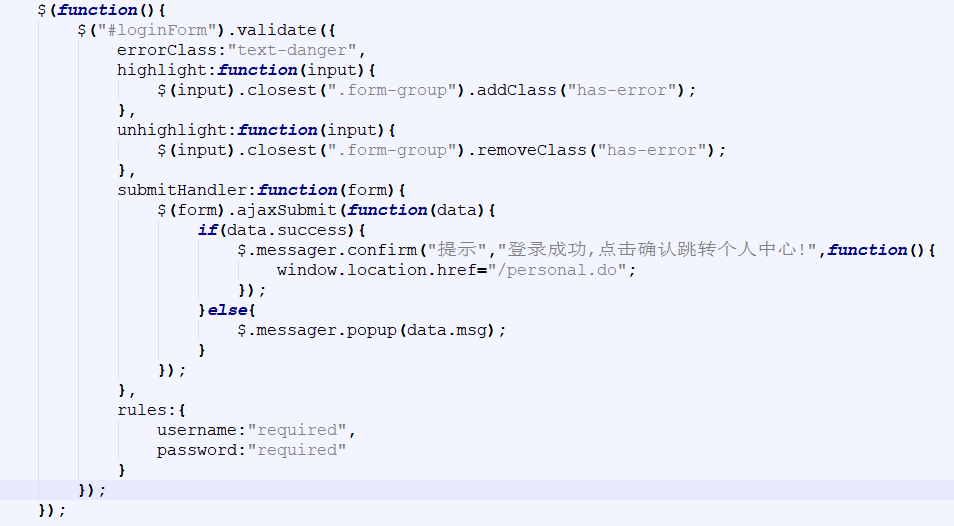 $(function(){
    $("#loginForm").validate({
        errorClass:"text-danger",
        highlight:function(input){
            $(input).closest(".form-group").addClass("has-error");
        },
        unhighlight:function(input){
            $(input).closest(".form-group").removeClass("has-error");
        },
        submitHandler:function(form){
            $(form).ajaxSubmit(function(data){
                if(data.success){
                    $.messager.confirm("提示","登录成功,点击确认跳转个人中心!",function(){
                        window.location.href="/personal.do";
                    });
                }else{
                    $.messager.popup(data.msg);
                }
            });
        },
        rules:{
            username:"required",
            password:"required"
        }
    });
});